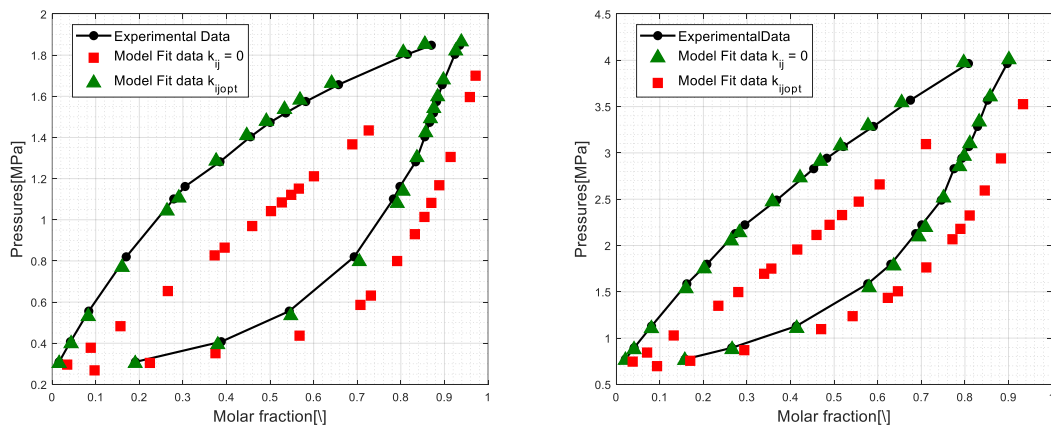 Experimental Data
Model Fit data k_ij = 0
Model Fit data k_ijopt
Pressures[MPa]
2
1.8
1.6
1.4
1.2
1
0.8
0.6
0.4
0.2
0 0.1 0.2 0.3 0.4 0.5 0.6 0.7 0.8 0.9 1
Molar fraction[\]
ExperimentalData
Model Fit data k_ij = 0
Model Fit data k_ijopt
Pressures[MPa]
4.5
4
3.5
3
2.5
2
1.5
1
0.5
0 0.1 0.2 0.3 0.4 0.5 0.6 0.7 0.8 0.9 1
Molar fraction[\]